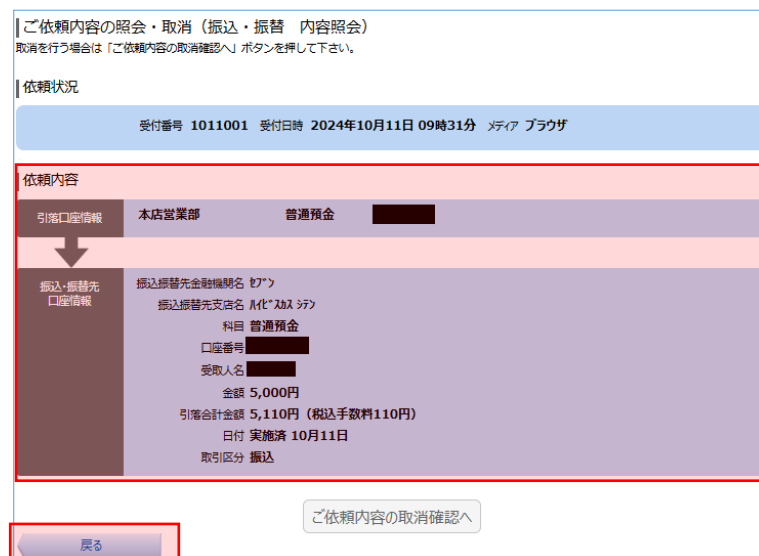 ご依頼内容の照会・取消（振込・振替　内容照会）
取消を行う場合は「ご依頼内容の取消確認へ」ボタンを押して下さい。
依頼状況
受付番号 1011001 受付日時 2024年10月11日 09時31分 メディア ブラウザ
依頼内容
引落口座情報 本店営業部 普通預金
振込・振替先
口座情報
振込振替先金融機関名 ｾﾌﾞﾝ
振込振替先支店名 ﾊｲﾋﾞｽｶｽ ｼﾃﾝ
科目 普通預金
口座番号
受取人名
金額 5,000円
引落合計金額 5,110円（税込手数料110円）
日付 実施済 10月11日
取引区分 振込
ご依頼内容の取消確認へ
戻る